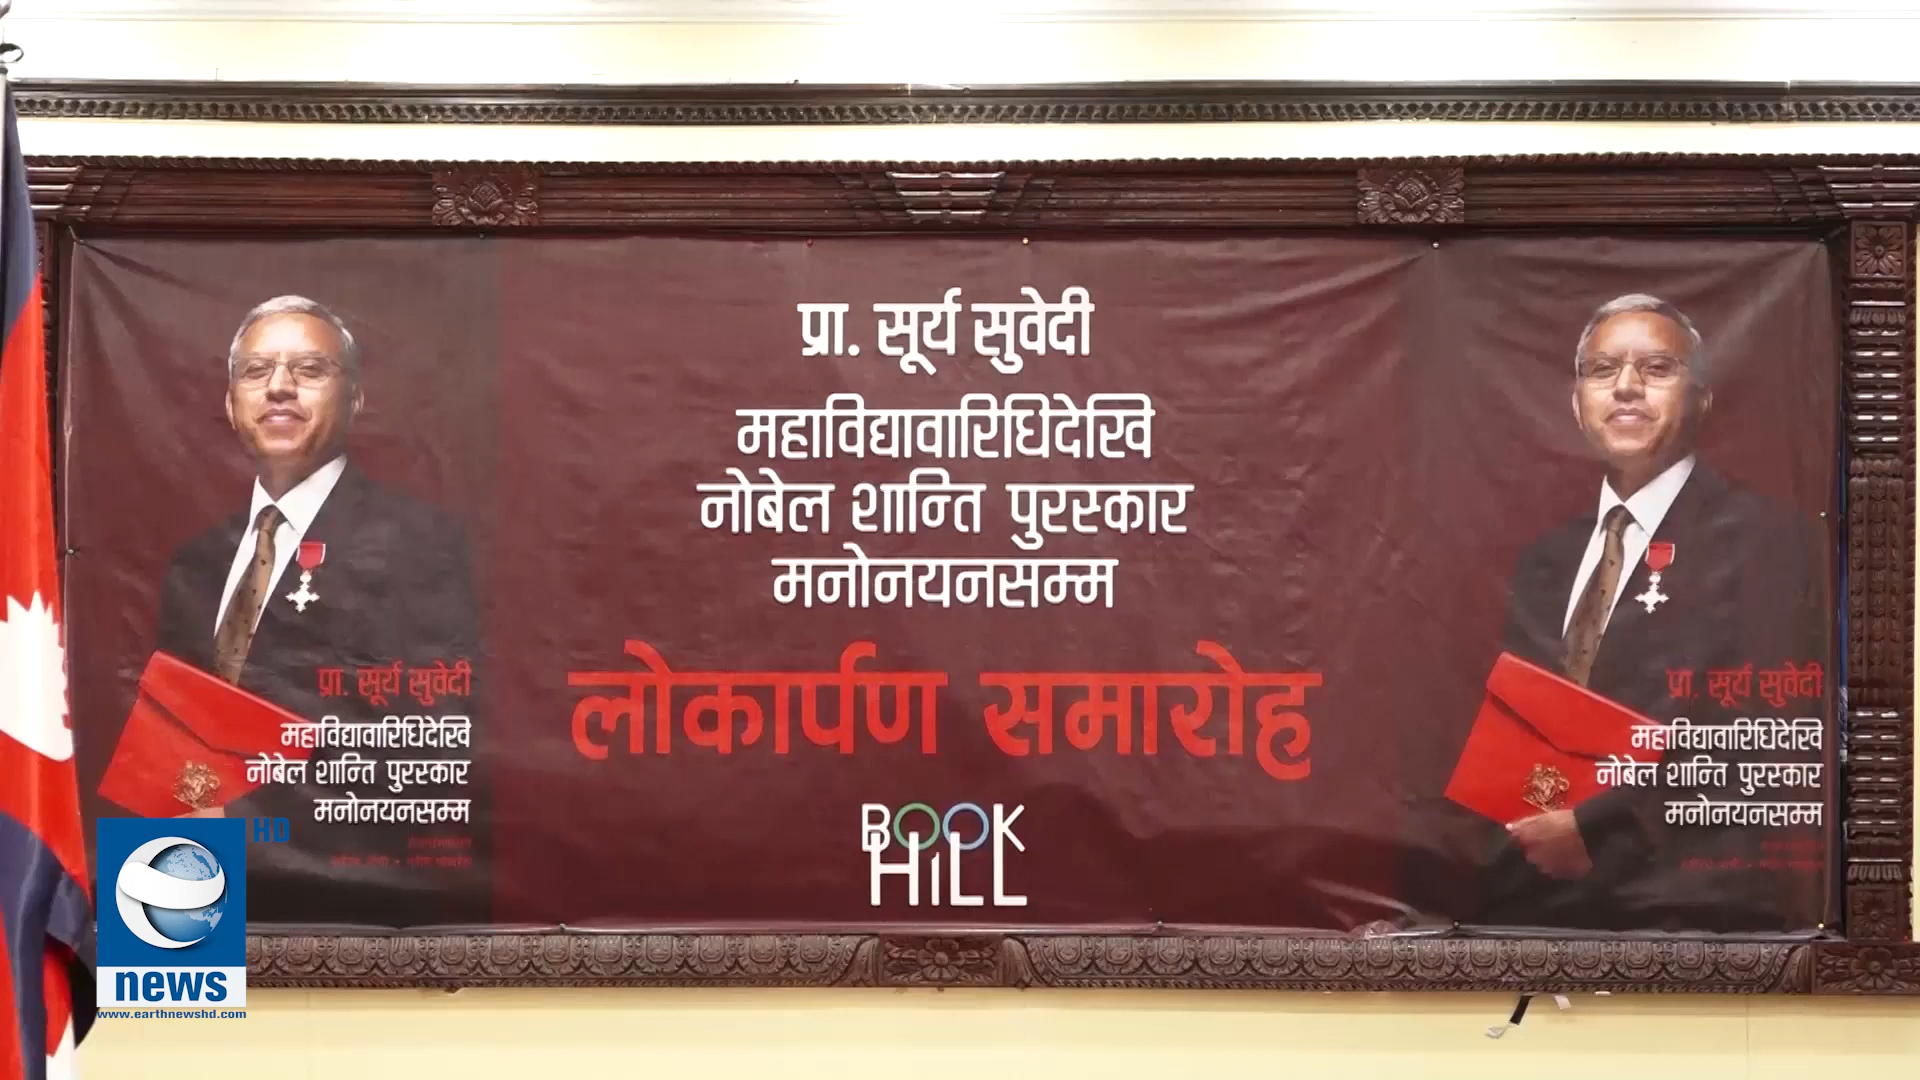 प्रा. सूर्य सुवेदी
महाविद्यावारिधिदेखि
नोबेल शान्ति पुरस्कार
मनोनयनसम्म
लोकार्पण समारोह
BOOK
HILL
प्रा. सूर्य सुवेदी
महाविद्यावारिधिदेखि
नोबेल शान्ति पुरस्कार
मनोनयनसम्म
प्रा. सूर्य सुवेदी
महाविद्यावारिधिदेखि
नोबेल शान्ति पुरस्कार
मनोनयनसम्म
HD
news
www.earthnewshd.com